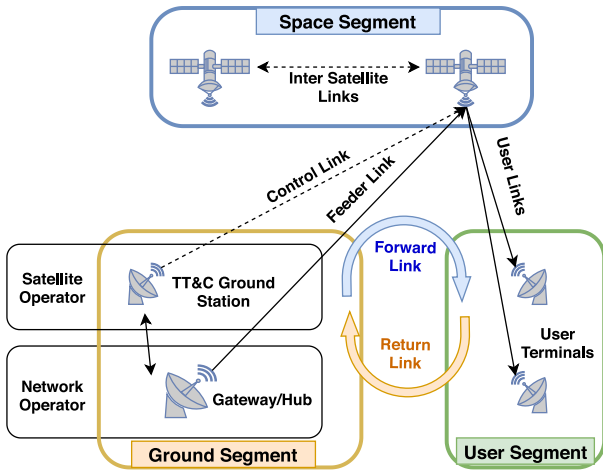 Space Segment
Inter Satellite
Links
Control Link
Feeder Link
User Links
Satellite
Operator
TT&C Ground
Station
Forward
Link
Network
Operator
Gateway/Hub
Return
Link
User
Terminals
Ground Segment
User Segment